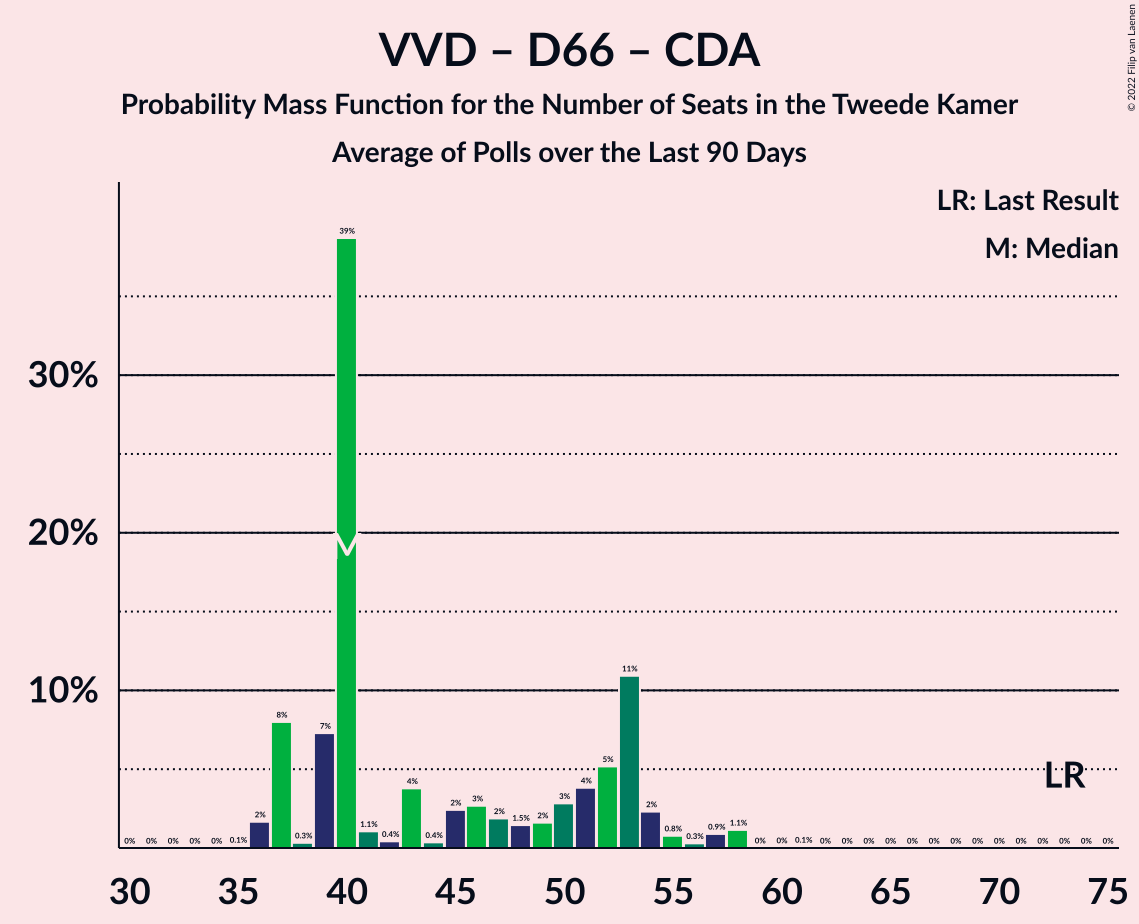 VVD – D66 – CDA
Probability Mass Function for the Number of Seats in the Tweede Kamer
Average of Polls over the Last 90 Days
© 2022 Filip van Laenen
LR: Last Result
M: Median
30%
20%
10%
0% 0% 0% 0% 0% 0.1% 2% 8% 0.3% 7% 39% 1.1% 0.4% 4% 0.4% 2% 3% 2% 1.5% 2% 3% 4% 5% 11% 2% 0.8% 0.3% 0.9% 1.1% 0% 0% 0.1% 0% 0% 0% 0% 0% 0% 0% 0% 0% 0% 0% 0% 0% 0%
LR
30 35 40 45 50 55 60 65 70 75